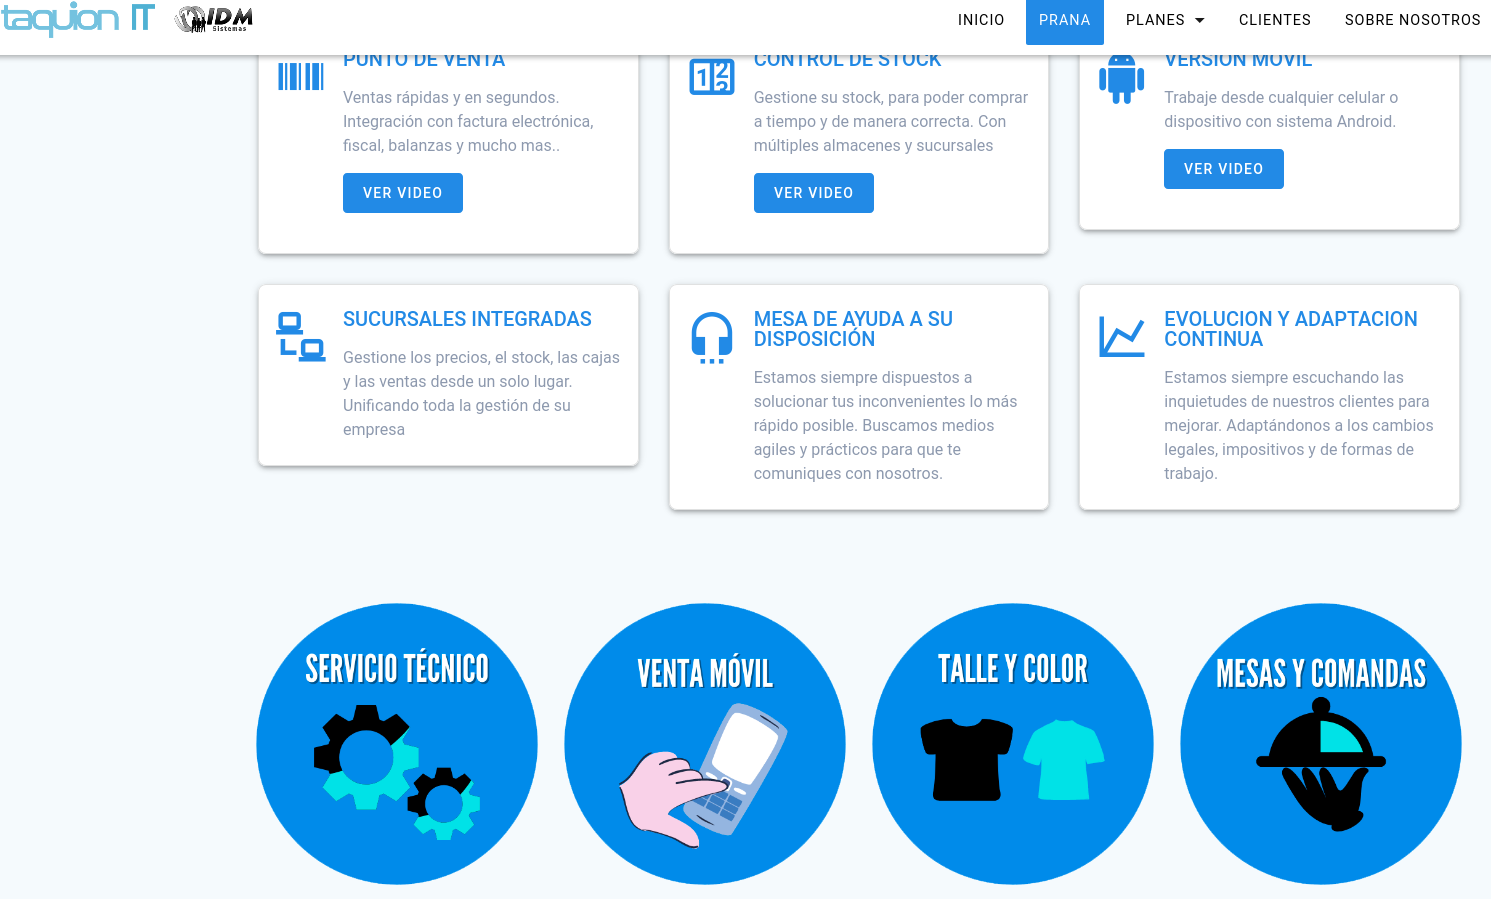 taquion IT
IDM
Sistemas
INICIO
PRANA
PLANES
CLIENTES
SOBRE NOSOTROS
PUNTO DE VENTA
Ventas rápidas y en segundos.
Integración con factura electrónica,
fiscal, balanzas y mucho mas..
VER VIDEO
CONTROL DE STOCK
Gestione su stock, para poder comprar
a tiempo y de manera correcta. Con
múltiples almacenes y sucursales
VER VIDEO
VERSION MOVIL
Trabaje desde cualquier celular o
dispositivo con sistema Android.
VER VIDEO
SUCURSALES INTEGRADAS
Gestione los precios, el stock, las cajas
y las ventas desde un solo lugar.
Unificando toda la gestión de su
empresa
MESA DE AYUDA A SU
DISPOSICIÓN
Estamos siempre dispuestos a
solucionar tus inconvenientes lo más
rápido posible. Buscamos medios
agiles y prácticos para que te
comuniques con nosotros.
EVOLUCION Y ADAPTACION
CONTINUA
Estamos siempre escuchando las
inquietudes de nuestros clientes para
mejorar. Adaptándonos a los cambios
legales, impositivos y de formas de
trabajo.
SERVICIO TÉCNICO
VENTA MÓVIL
TALLE Y COLOR
MESAS Y COMANDAS